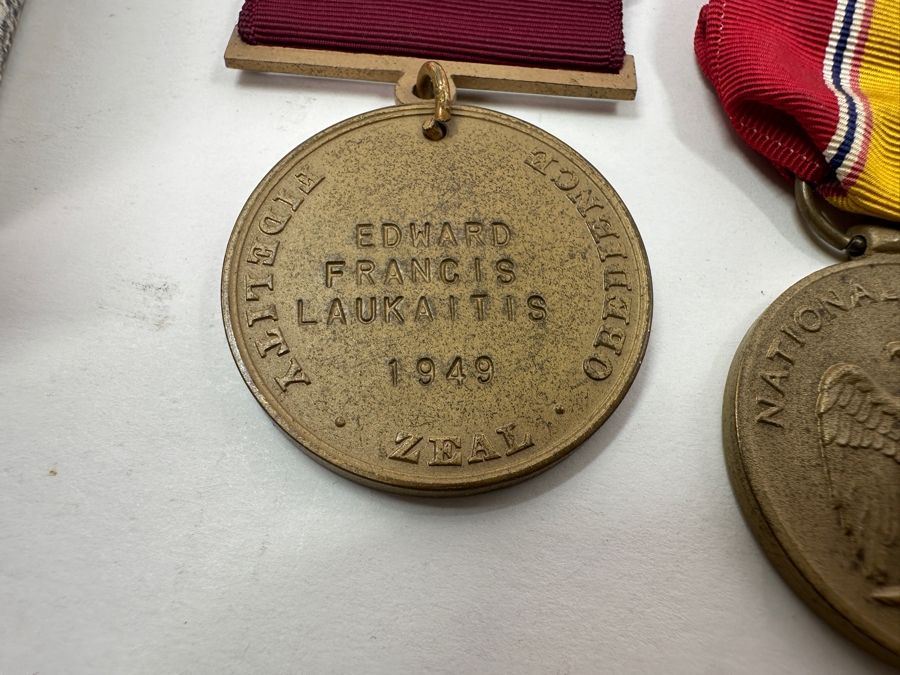 FIDELITY
OBEDIENCE
EDWARD
FRANCIS
LAUKAITIS
1949
ZEAL
NATIONAL